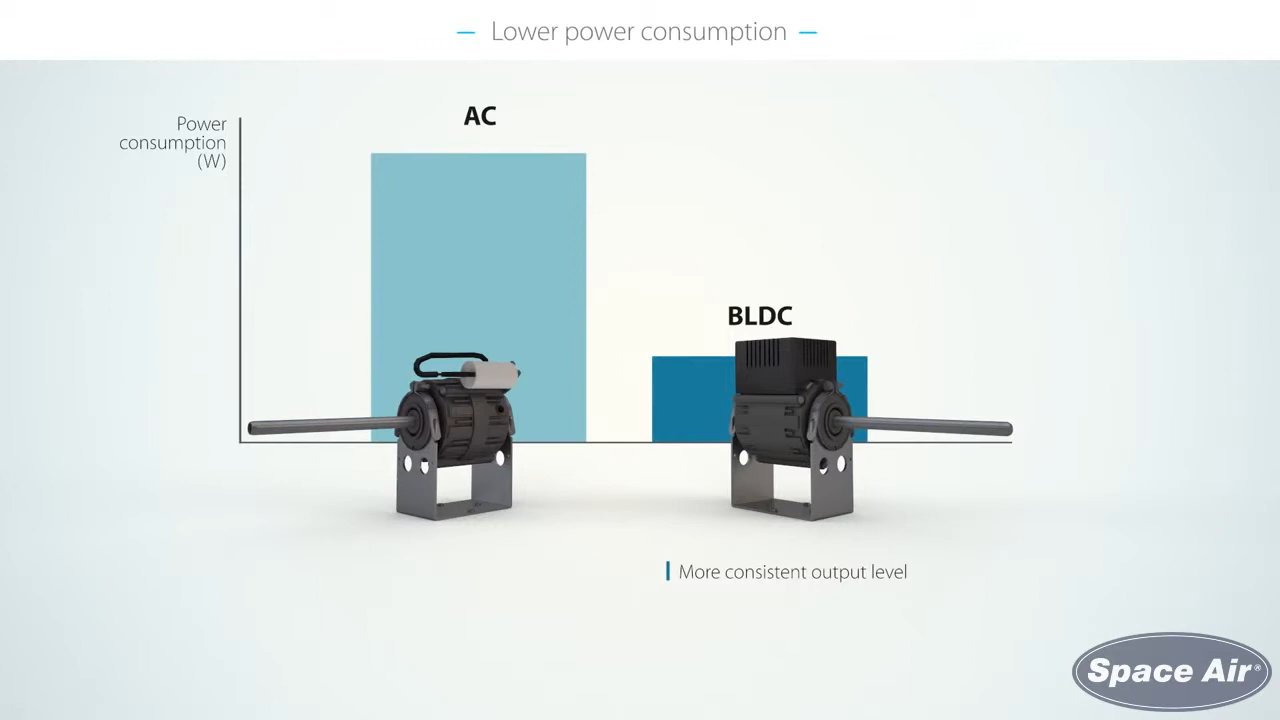 Lower power consumption
AC
Power
consumption
(W)
BLDC
More consistent output level
Space Air®